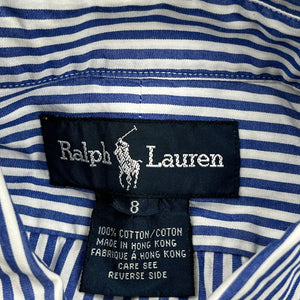 Ralph Lauren
8
100% COTTON/COTON
MADE IN HONG KONG
FABRIQUÉ À HONG KONG
CARE SEE
REVERSE SIDE